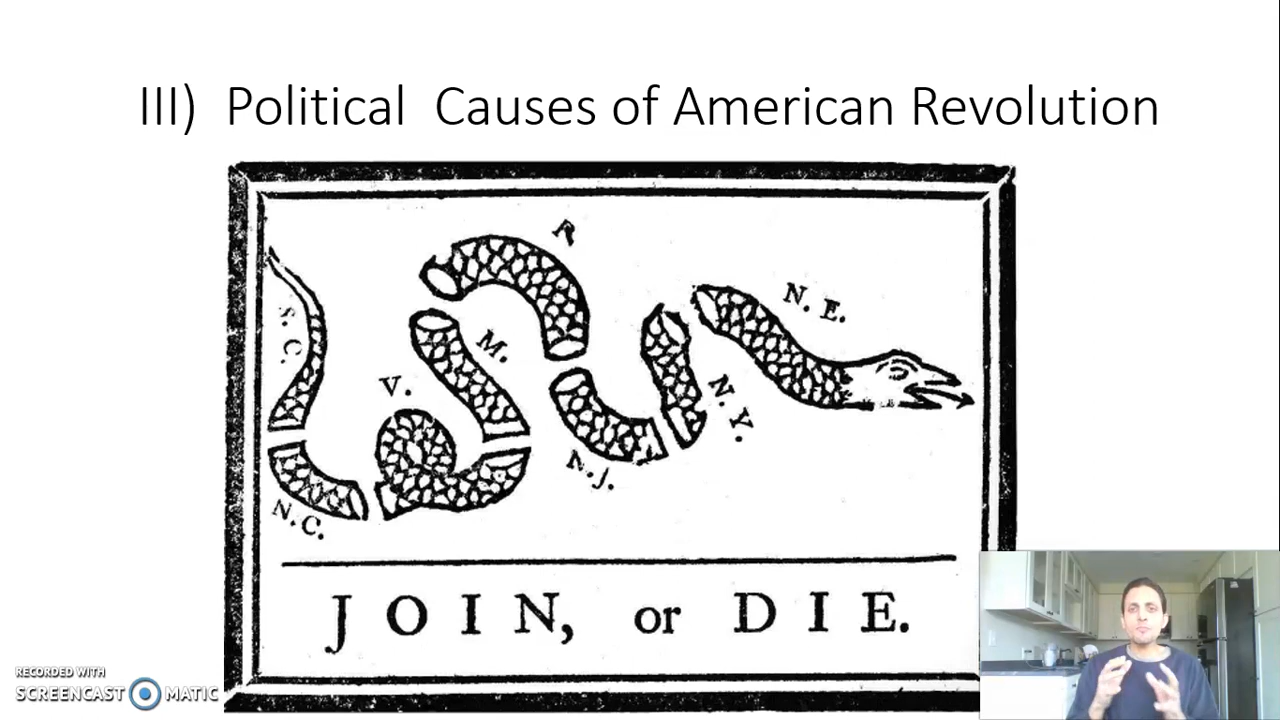 III) Political Causes of American Revolution
R
N. E.
S. C.
M.
V.
N. Y.
N. J.
N. C.
JOIN, or DIE.
RECORDED WITH
SCREENCAST MATIC